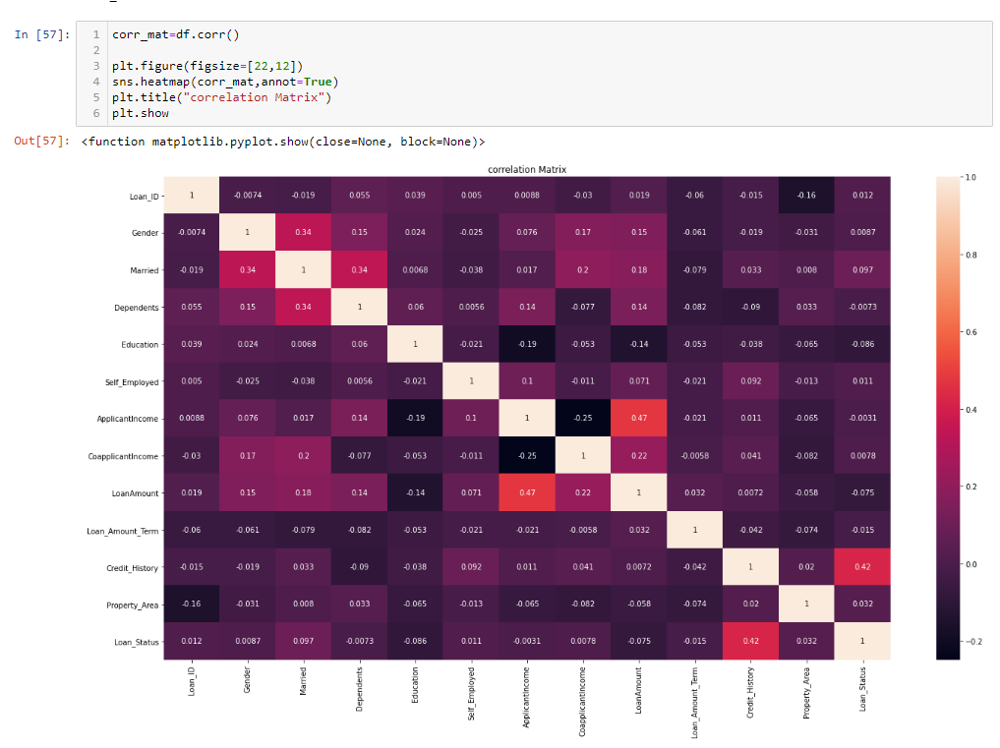 In [57]:
1 corr_mat=df.corr()
2
3 plt.figure(figsize=[22,12])
4 sns.heatmap(corr_mat,annot=True)
5 plt.title("correlation Matrix")
6 plt.show
Out[57]: <function matplotlib.pyplot.show(close=None, block=None)>
correlation Matrix
Loan_ID 1 -0.0074 -0.019 0.055 0.039 0.005 0.0088 -0.03 0.019 -0.06 -0.015 -0.16 0.012
Gender -0.0074 1 0.34 0.15 0.024 -0.025 0.076 0.17 0.15 -0.061 -0.019 -0.031 0.0087
Married -0.019 0.34 1 0.34 0.0068 -0.038 0.017 0.2 0.18 -0.079 0.033 0.008 0.097
Dependents 0.055 0.15 0.34 1 0.06 0.0056 0.14 -0.077 0.14 -0.082 -0.09 0.033 -0.0073
Education 0.039 0.024 0.0068 0.06 1 -0.021 -0.19 -0.053 -0.14 -0.053 -0.038 -0.065 -0.086
Self_Employed 0.005 -0.025 -0.038 0.0056 -0.021 1 0.1 -0.011 0.071 -0.021 0.092 -0.013 0.011
ApplicantIncome 0.0088 0.076 0.017 0.14 -0.19 0.1 1 -0.25 0.47 -0.021 0.011 -0.065 -0.0031
CoapplicantIncome -0.03 0.17 0.2 -0.077 -0.053 -0.011 -0.25 1 0.22 -0.0058 0.041 -0.082 0.0078
LoanAmount 0.019 0.15 0.18 0.14 -0.14 0.071 0.47 0.22 1 0.032 0.0072 -0.058 -0.075
Loan_Amount_Term -0.06 -0.061 -0.079 -0.082 -0.053 -0.021 -0.021 -0.0058 0.032 1 -0.042 -0.074 -0.015
Credit_History -0.015 -0.019 0.033 -0.09 -0.038 0.092 0.011 0.041 0.0072 -0.042 1 0.02 0.42
Property_Area -0.16 -0.031 0.008 0.033 -0.065 -0.013 -0.065 -0.082 -0.058 -0.074 0.02 1 0.032
Loan_Status 0.012 0.0087 0.097 -0.0073 -0.086 0.011 -0.0031 0.0078 -0.075 -0.015 0.42 0.032 1
Loan_ID Gender Married Dependents Education Self_Employed ApplicantIncome CoapplicantIncome LoanAmount Loan_Amount_Term Credit_History Property_Area Loan_Status
1.0
0.8
0.6
0.4
0.2
0.0
−0.2